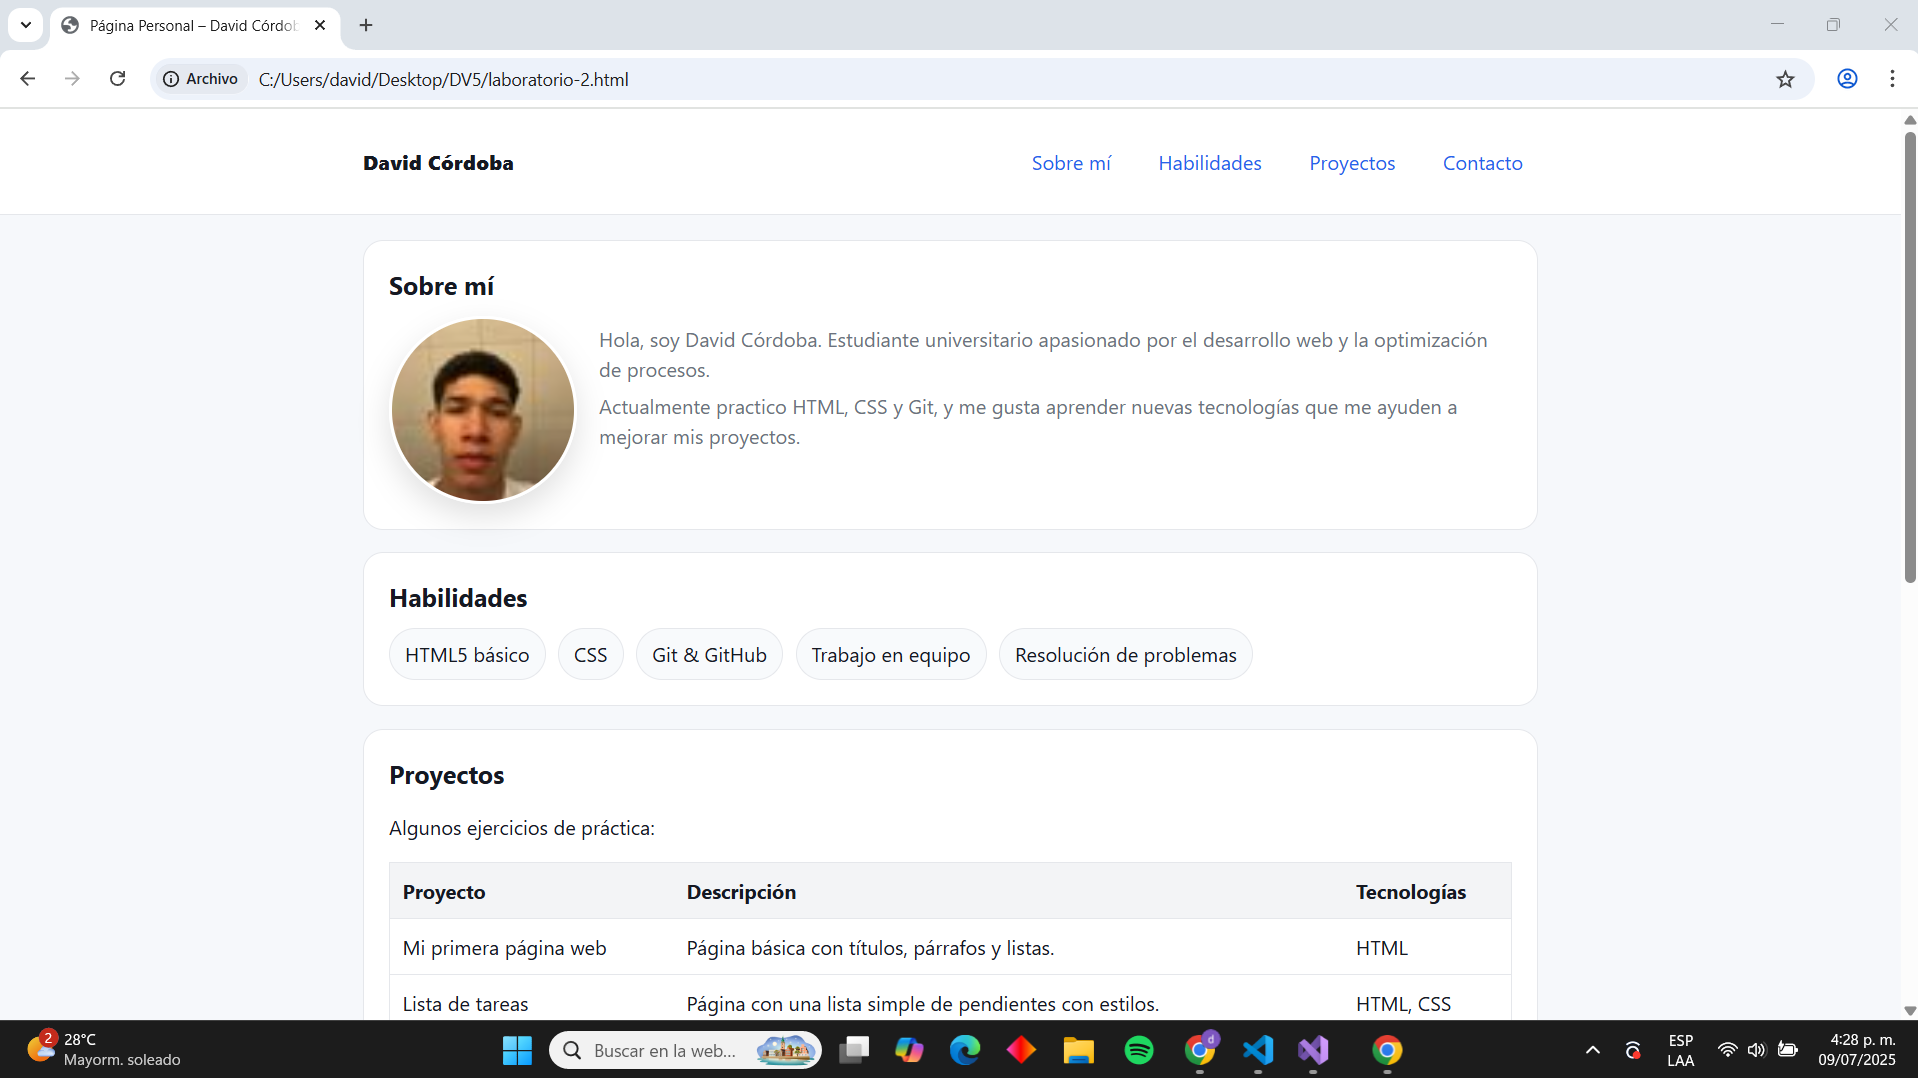 Página Personal – David Córdob
Archivo
C:/Users/david/Desktop/DV5/laboratorio-2.html
David Córdoba
Sobre mí
Habilidades
Proyectos
Contacto
Sobre mí
Hola, soy David Córdoba. Estudiante universitario apasionado por el desarrollo web y la optimización
de procesos.
Actualmente practico HTML, CSS y Git, y me gusta aprender nuevas tecnologías que me ayuden a
mejorar mis proyectos.
Habilidades
HTML5 básico
CSS
Git & GitHub
Trabajo en equipo
Resolución de problemas
Proyectos
Algunos ejercicios de práctica:
Proyecto Descripción Tecnologías
Mi primera página web Página básica con títulos, párrafos y listas. HTML
Lista de tareas Página con una lista simple de pendientes con estilos. HTML, CSS
2
28°C
Mayorm. soleado
Buscar en la web...
d
ESP
LAA
4:28 p. m.
09/07/2025